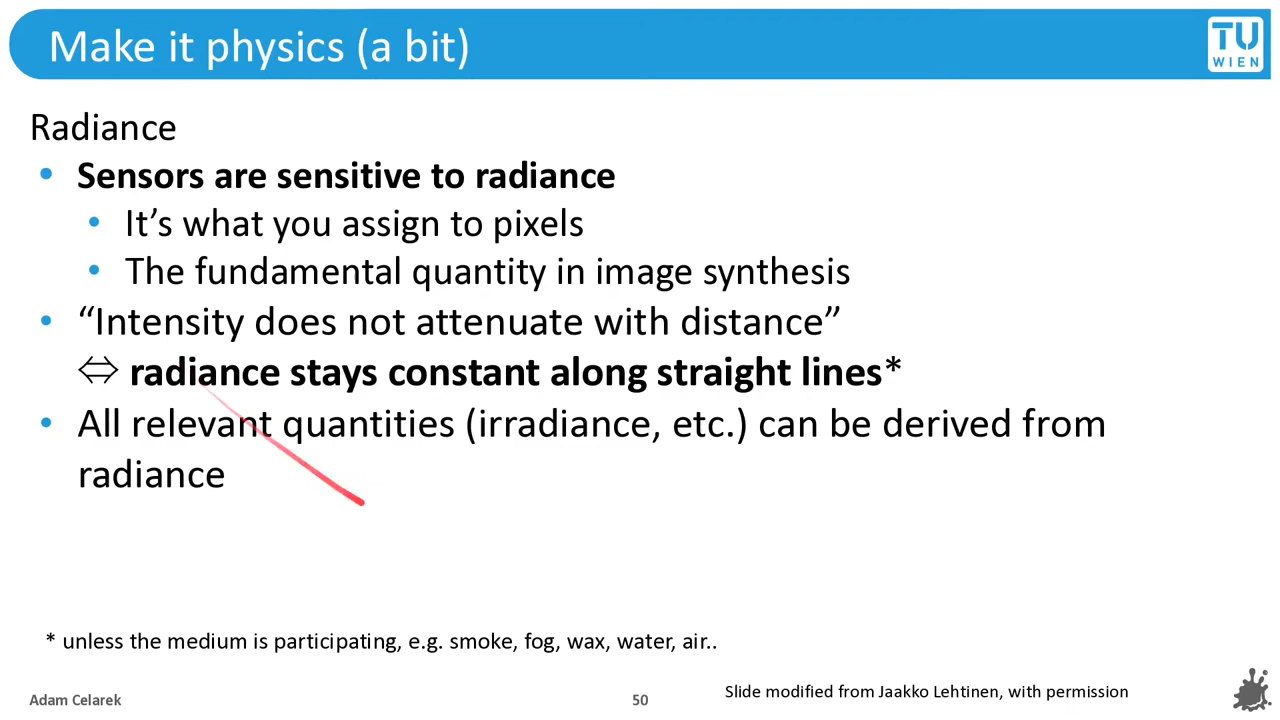 Make it physics (a bit)
TU
WIEN
Radiance
• Sensors are sensitive to radiance
• It’s what you assign to pixels
• The fundamental quantity in image synthesis
• “Intensity does not attenuate with distance”
⇔ radiance stays constant along straight lines*
• All relevant quantities (irradiance, etc.) can be derived from
radiance
* unless the medium is participating, e.g. smoke, fog, wax, water, air..
Adam Celarek
50
Slide modified from Jaakko Lehtinen, with permission